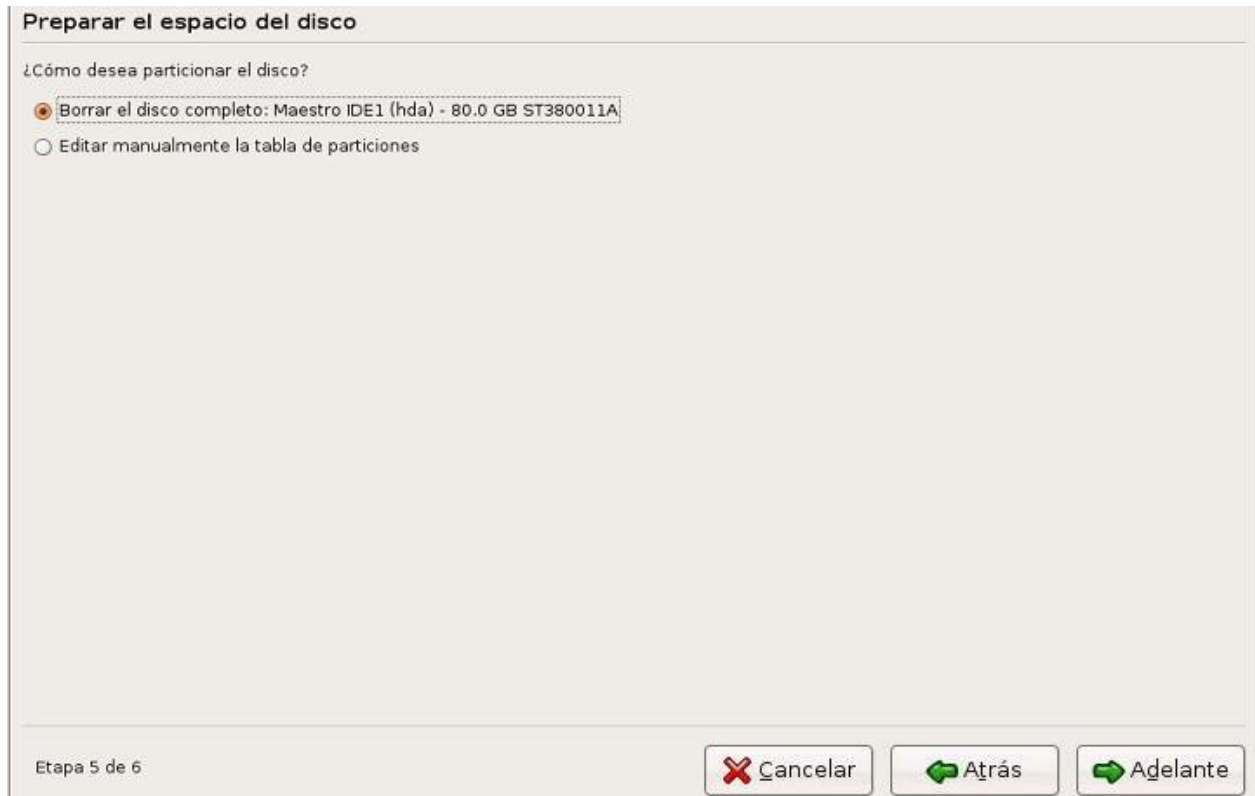 Preparar el espacio del disco
¿Cómo desea particionar el disco?
Borrar el disco completo: Maestro IDE1 (hda) - 80.0 GB ST380011A
Editar manualmente la tabla de particiones
Etapa 5 de 6
Cancelar
Atrás
Adelante